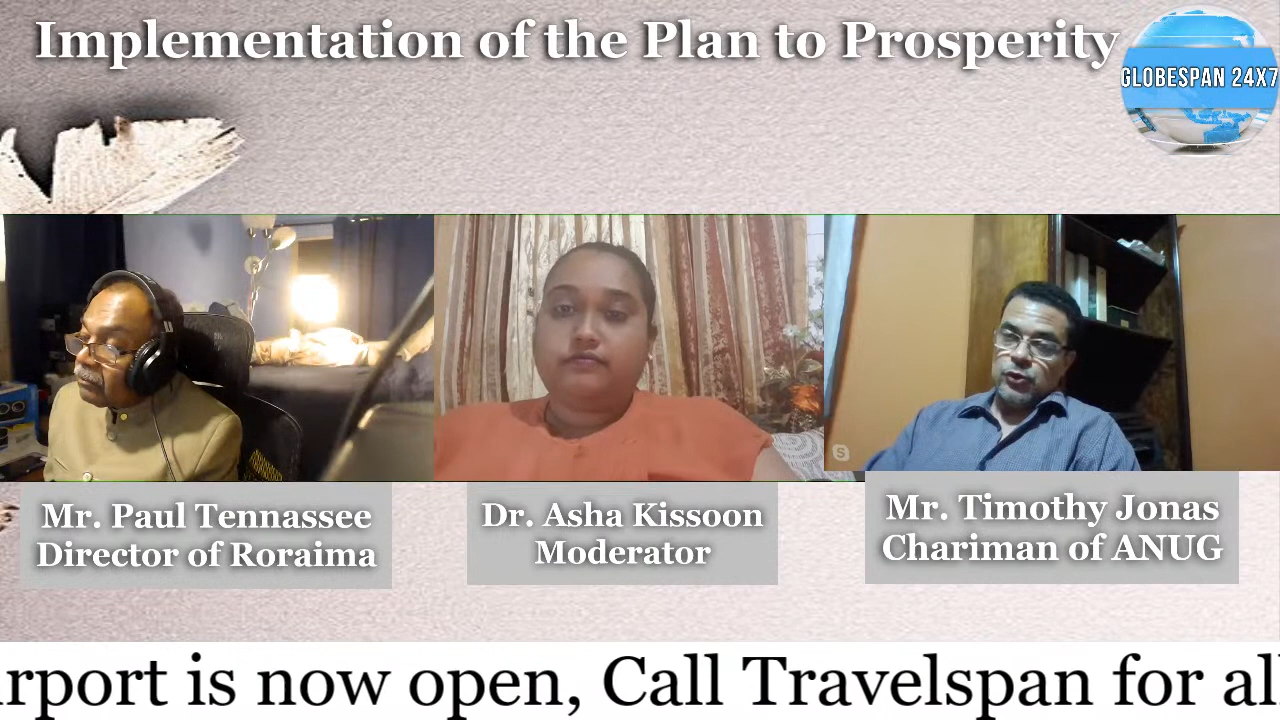 Implementation of the Plan to Prosperity
GLOBESPAN 24X7
Mr. Paul Tennassee
Director of Roraima
Dr. Asha Kissoon
Moderator
Mr. Timothy Jonas
Chariman of ANUG
rport is now open, Call Travelspan for al